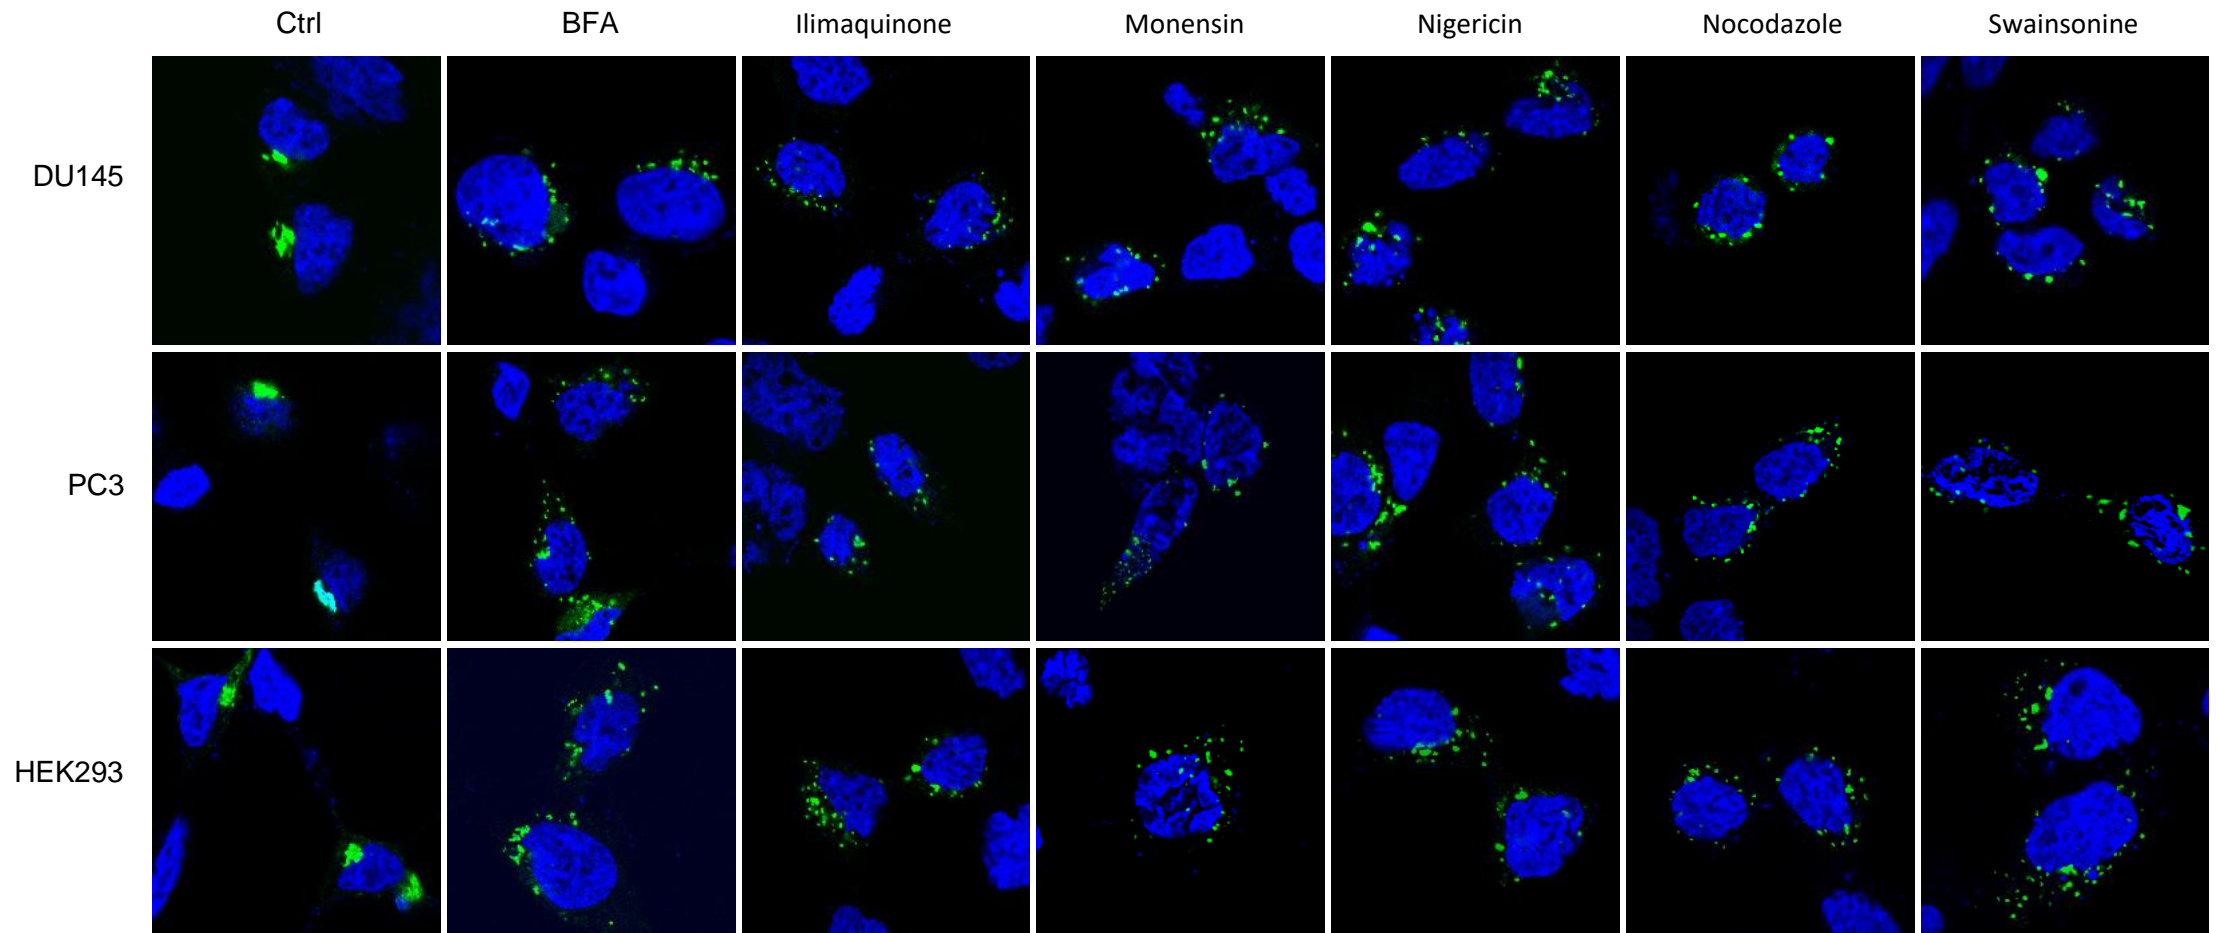 Ctrl BFA Ilimaquinone Monensin Nigericin Nocodazole Swainsonine
DU145
PC3
HEK293